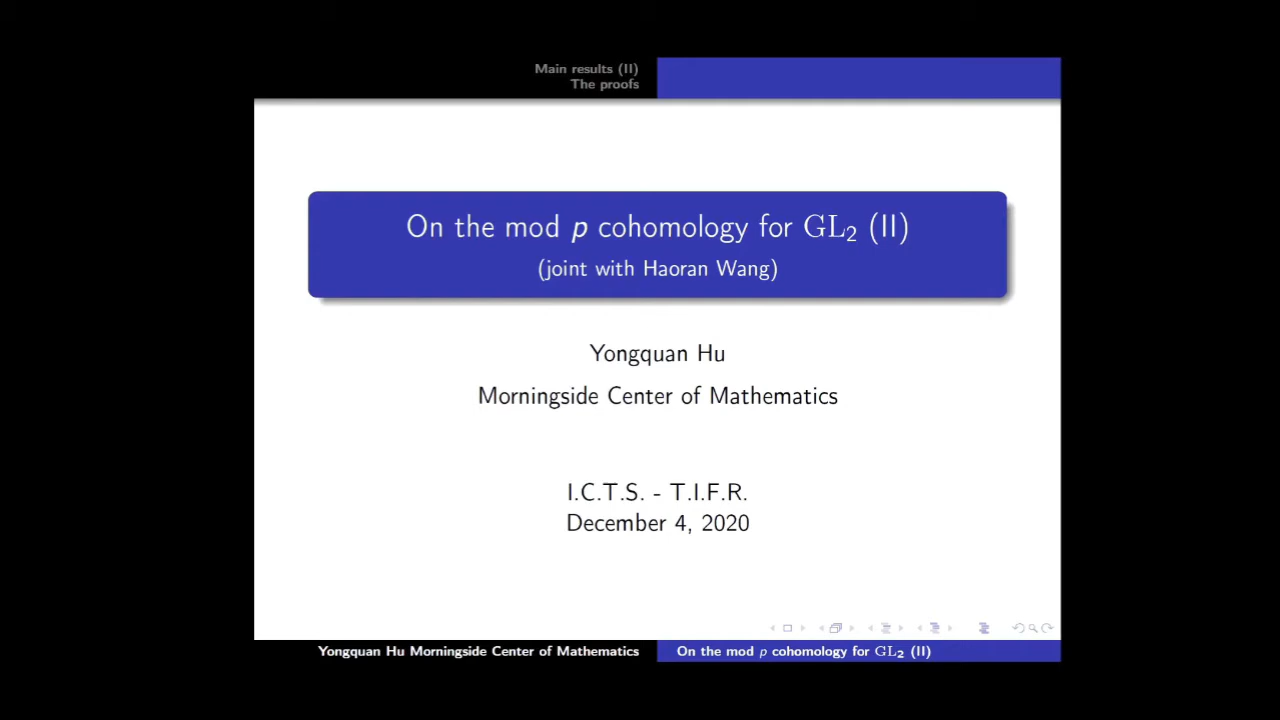 Main results (II)
The proofs
On the mod p cohomology for GL₂ (II)
(joint with Haoran Wang)
Yongquan Hu
Morningside Center of Mathematics
I.C.T.S. - T.I.F.R.
December 4, 2020
Yongquan Hu Morningside Center of Mathematics
On the mod p cohomology for GL₂ (II)